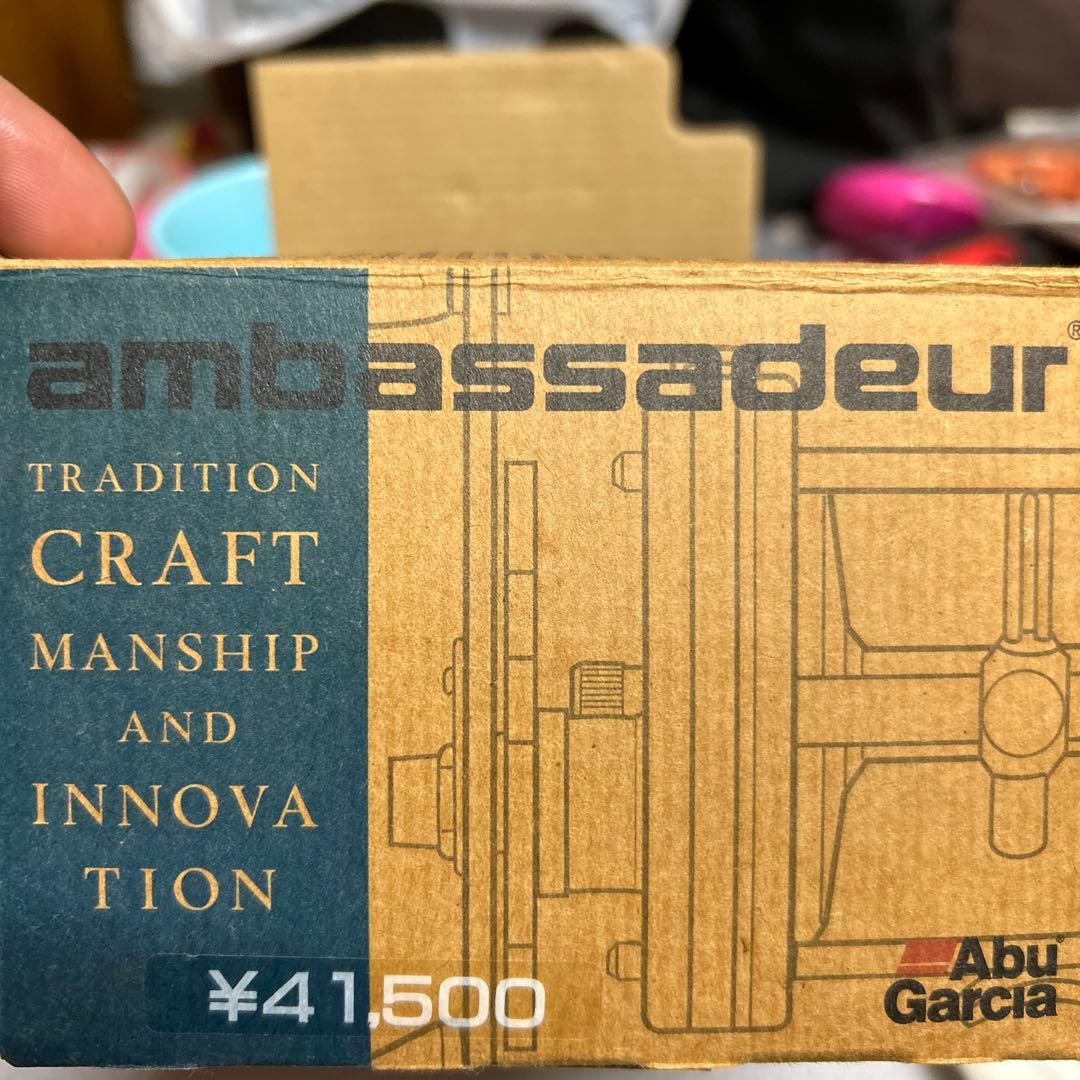 ambassadeur®
TRADITION
CRAFT
MANSHIP
AND
INNOVA
TION
¥41,500
Abu®
Garcia